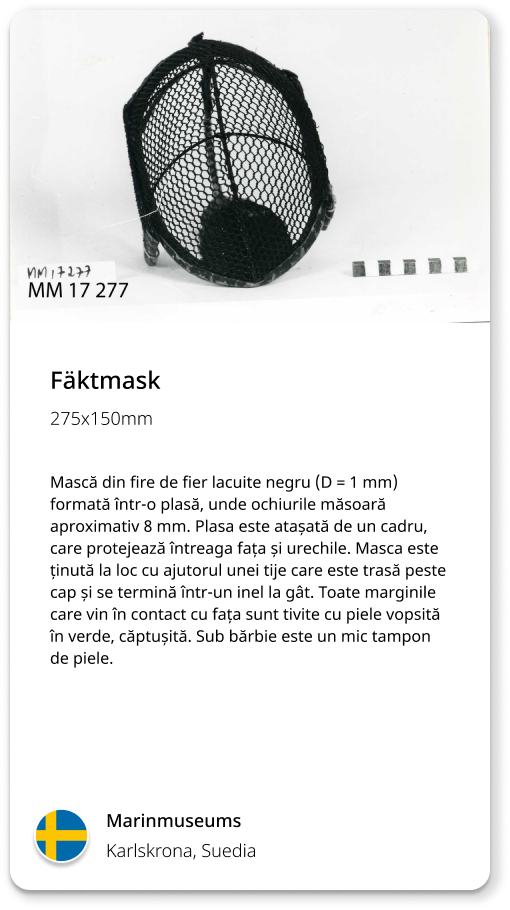 MM 17277
MM 17 277
Fäktmask
275x150mm
Mască din fire de fier lacuite negru (D = 1 mm)
formată într-o plasă, unde ochiurile măsoară
aproximativ 8 mm. Plasa este atașată de un cadru,
care protejează întreaga fața și urechile. Masca este
ținută la loc cu ajutorul unei tije care este trasă peste
cap și se termină într-un inel la gât. Toate marginile
care vin în contact cu fața sunt tivite cu piele vopsită
în verde, căptușită. Sub bărbie este un mic tampon
de piele.
Marinmuseums
Karlskrona, Suedia